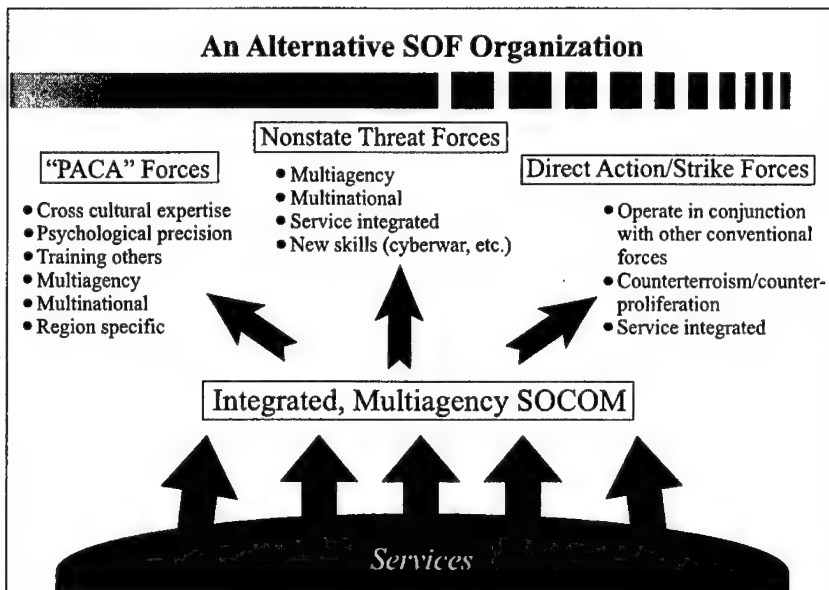 An Alternative SOF Organization
"PACA" Forces
• Cross cultural expertise
• Psychological precision
• Training others
• Multiagency
• Multinational
• Region specific
Nonstate Threat Forces
• Multiagency
• Multinational
• Service integrated
• New skills (cyberwar, etc.)
Direct Action/Strike Forces
• Operate in conjunction
with other conventional
forces
• Counterterroism/counter-
proliferation
• Service integrated
Integrated, Multiagency SOCOM
Services